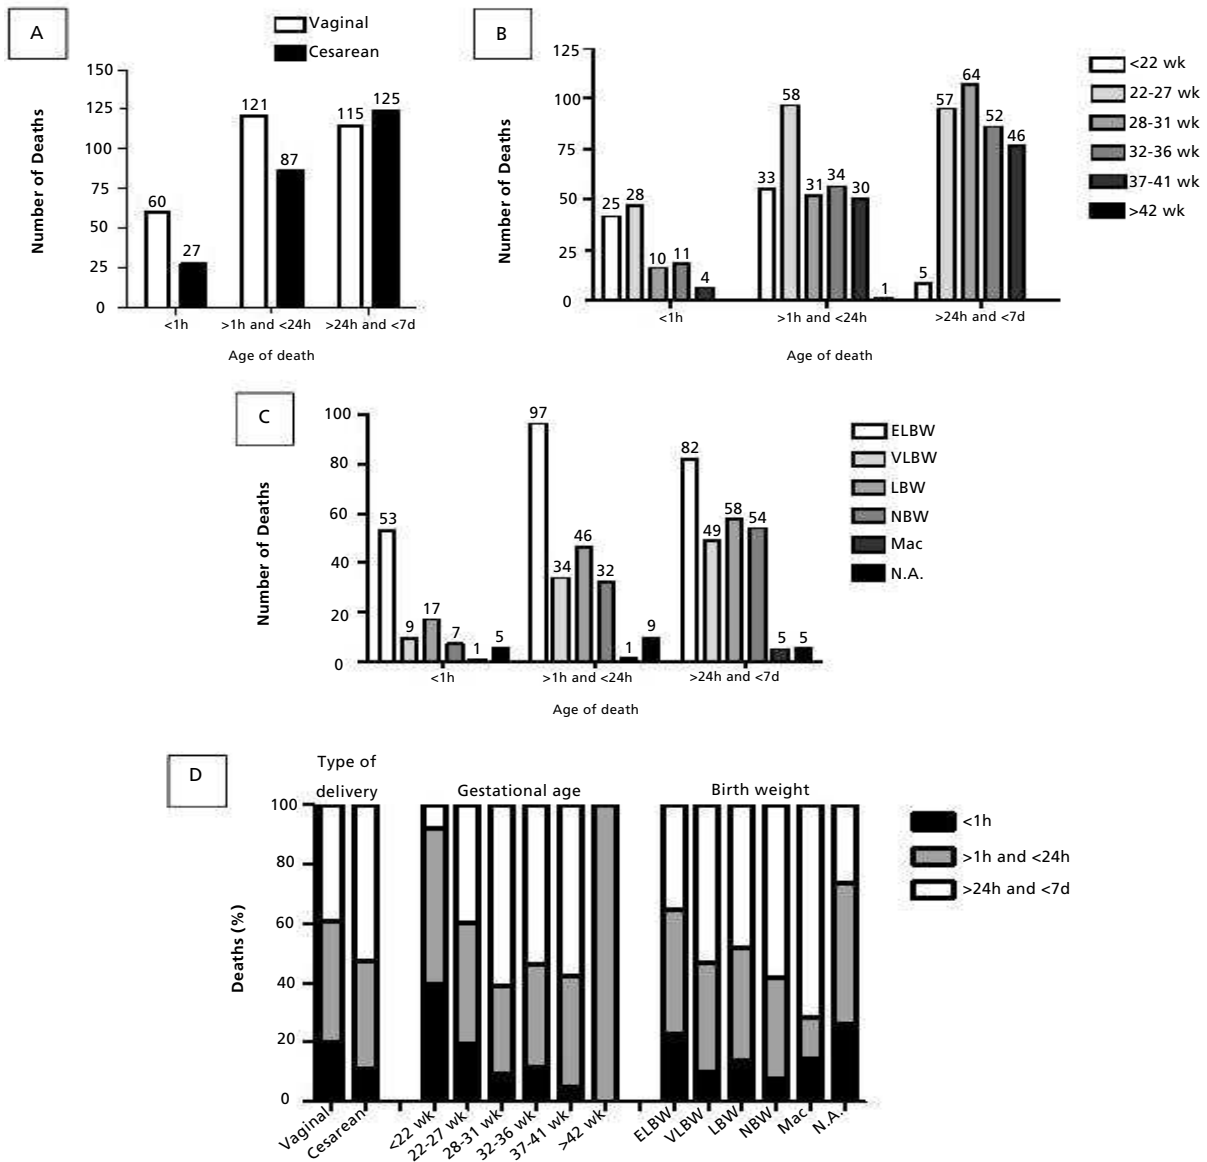 A
Vaginal
Cesarean
Number of Deaths
150
125
100
75
50
25
0
60
27
121
87
115
125
<1h
>1h and <24h
>24h and <7d
Age of death
B
<22 wk
22-27 wk
28-31 wk
32-36 wk
37-41 wk
>42 wk
Number of Deaths
125
100
75
50
25
0
25
28
10
11
4
33
58
31
34
30
1
5
57
64
52
46
<1h
>1h and <24h
>24h and <7d
Age of death
C
ELBW
VLBW
LBW
NBW
Mac
N.A.
Number of Deaths
100
80
60
40
20
0
53
9
17
7
1
5
97
34
46
32
1
9
82
49
58
54
5
5
<1h
>1h and <24h
>24h and <7d
Age of death
D
Type of
delivery
Gestational age
Birth weight
<1h
>1h and <24h
>24h and <7d
Deaths (%)
100
80
60
40
20
0
Vaginal
Cesarean
<22 wk
22-27 wk
28-31 wk
32-36 wk
37-41 wk
>42 wk
ELBW
VLBW
LBW
NBW
Mac
N.A.